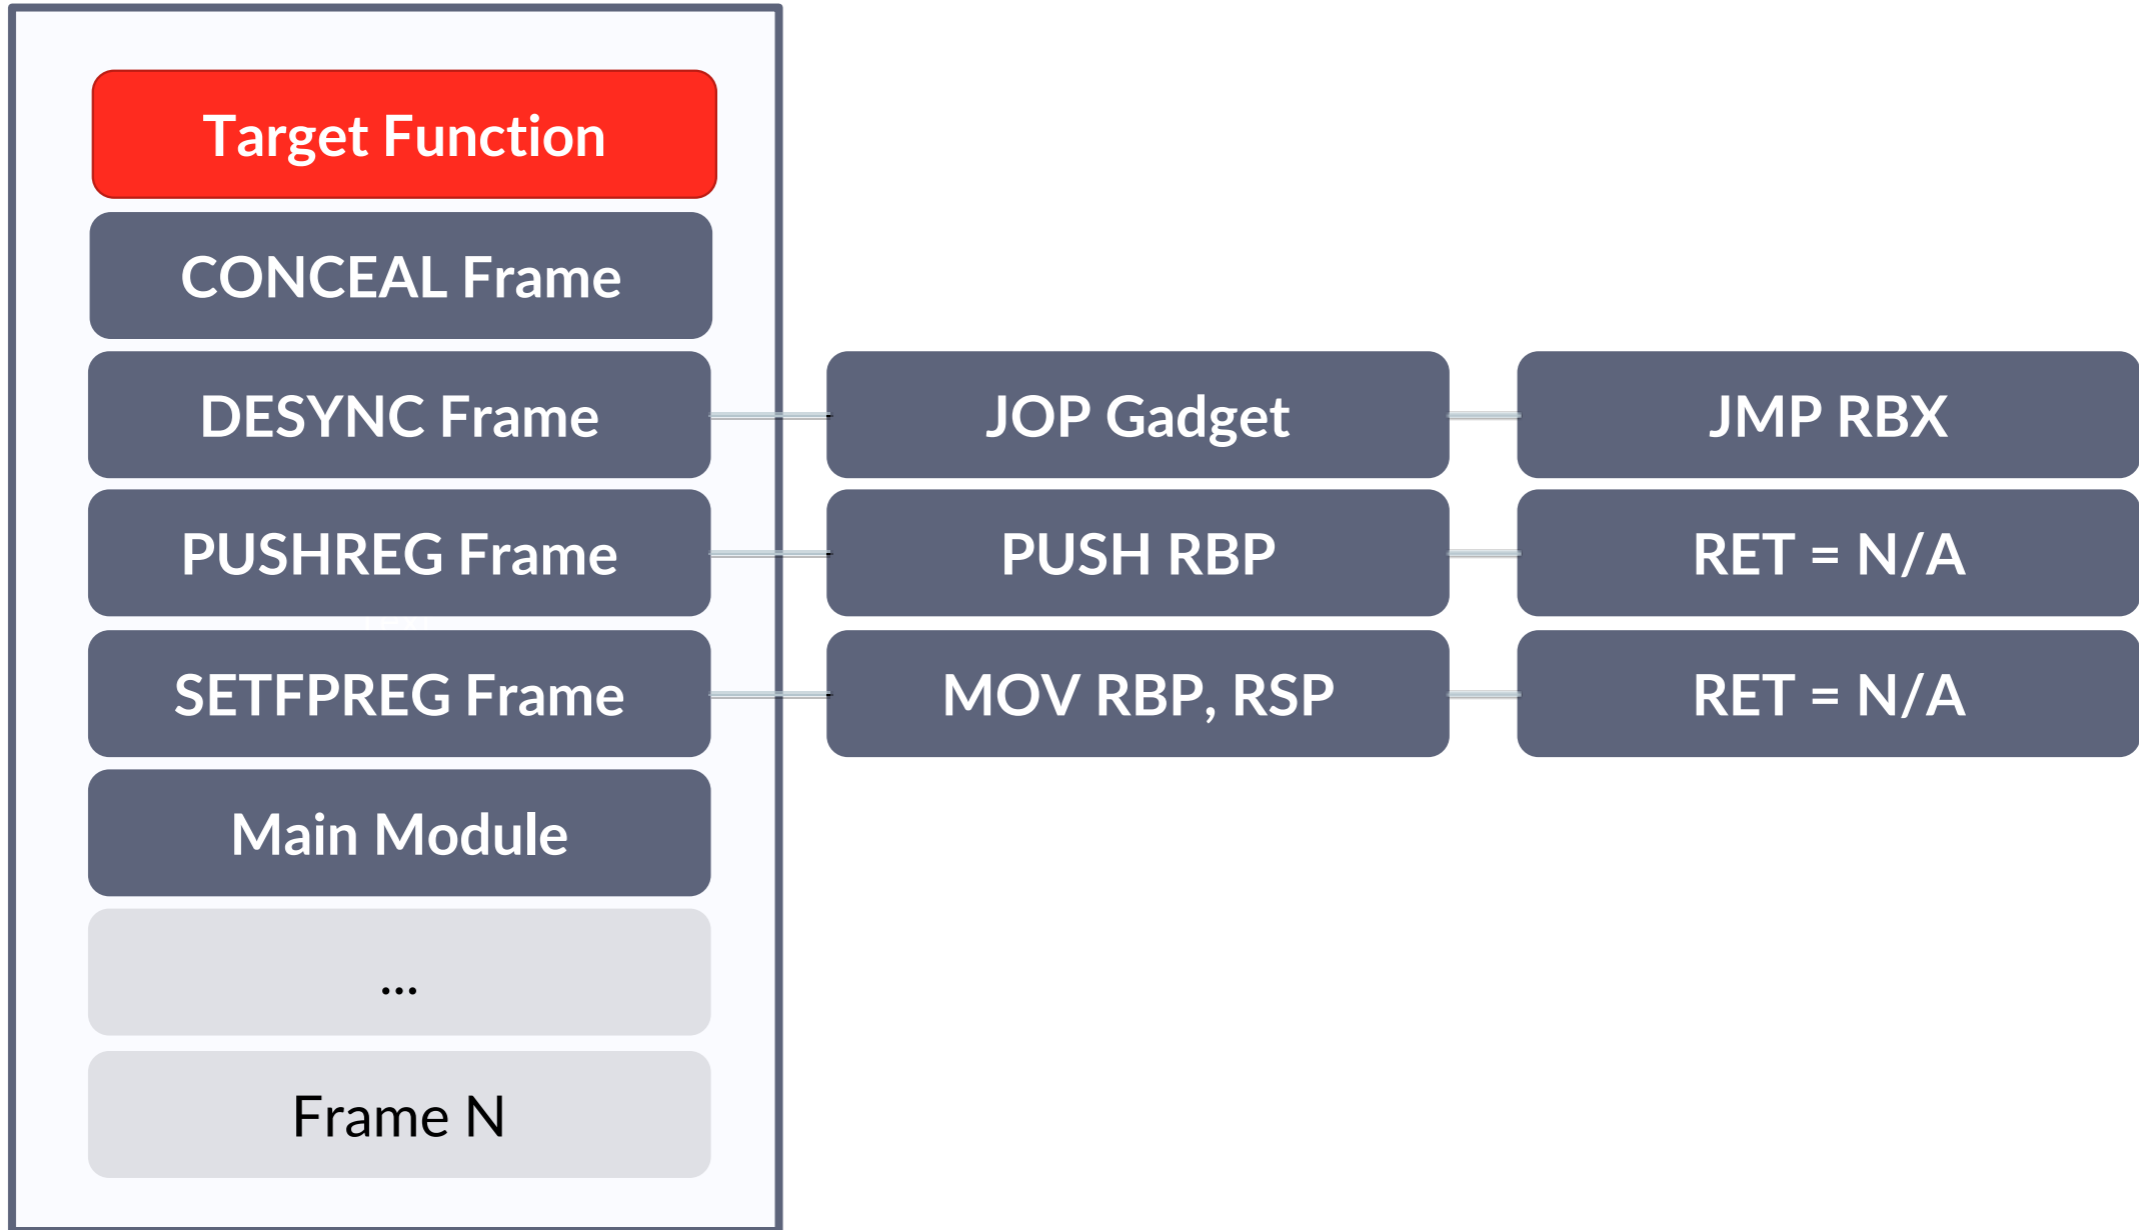 Target Function
CONCEAL Frame
DESYNC Frame
JOP Gadget
JMP RBX
PUSHREG Frame
PUSH RBP
RET = N/A
SETFPREG Frame
MOV RBP, RSP
RET = N/A
Main Module
...
Frame N